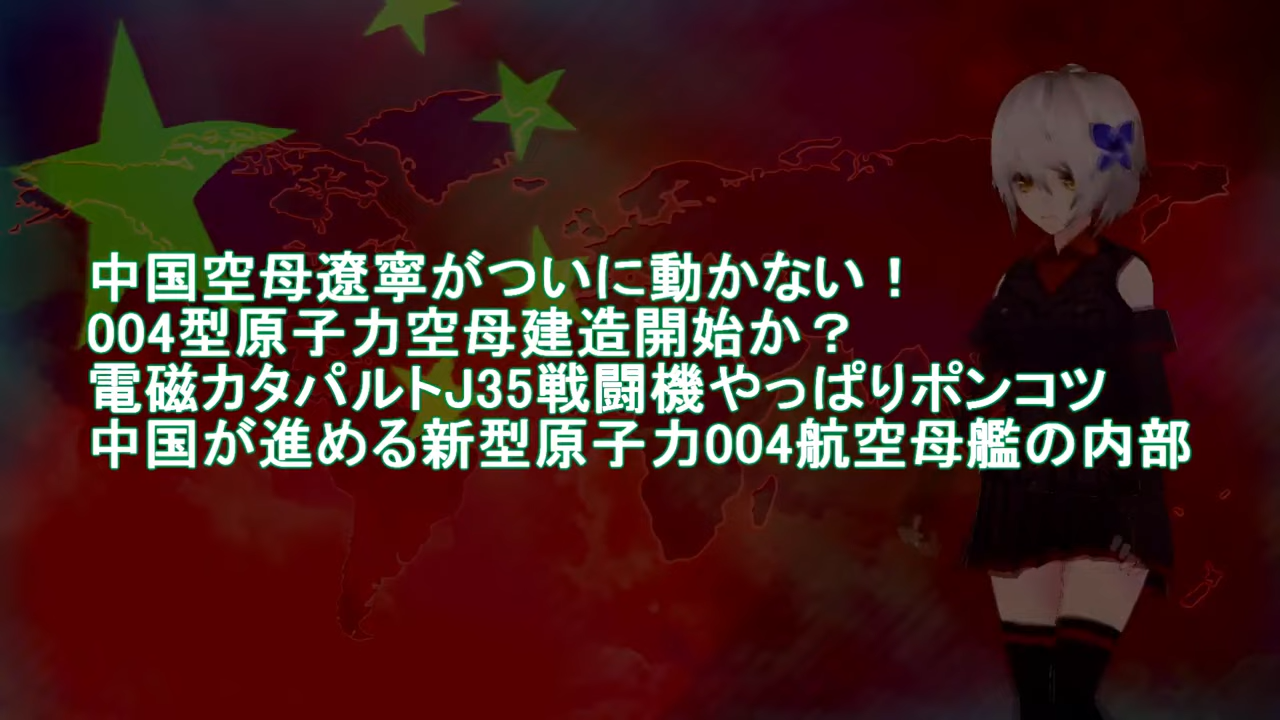 中国空母遼寧がついに動かない！
004型原子力空母建造開始か？
電磁カタパルトJ35戦闘機やっぱりポンコツ
中国が進める新型原子力004航空母艦の内部